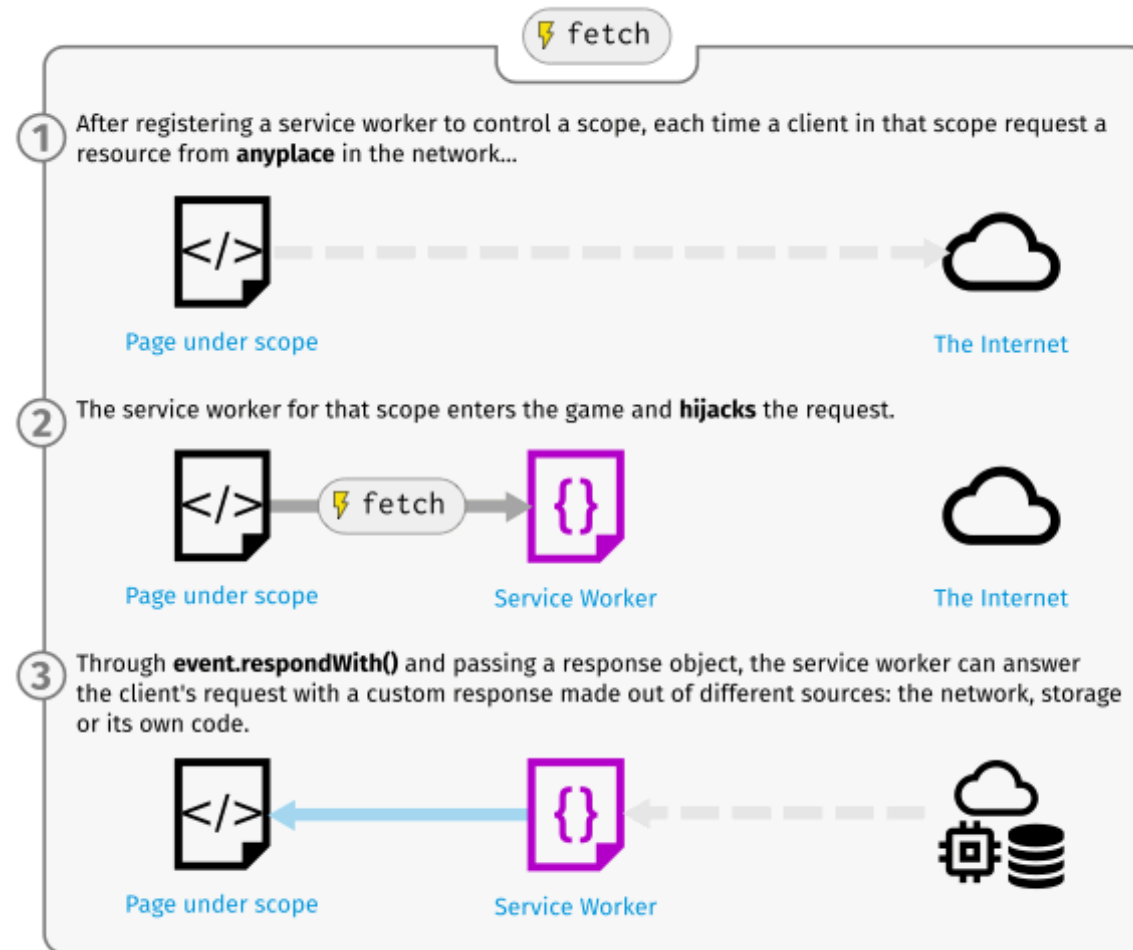 fetch
1
After registering a service worker to control a scope, each time a client in that scope request a
resource from anyplace in the network...
</>
Page under scope
The Internet
2
The service worker for that scope enters the game and hijacks the request.
</> fetch {}
Page under scope Service Worker The Internet
3
Through event.respondWith() and passing a response object, the service worker can answer
the client's request with a custom response made out of different sources: the network, storage
or its own code.
</> {}
Page under scope Service Worker